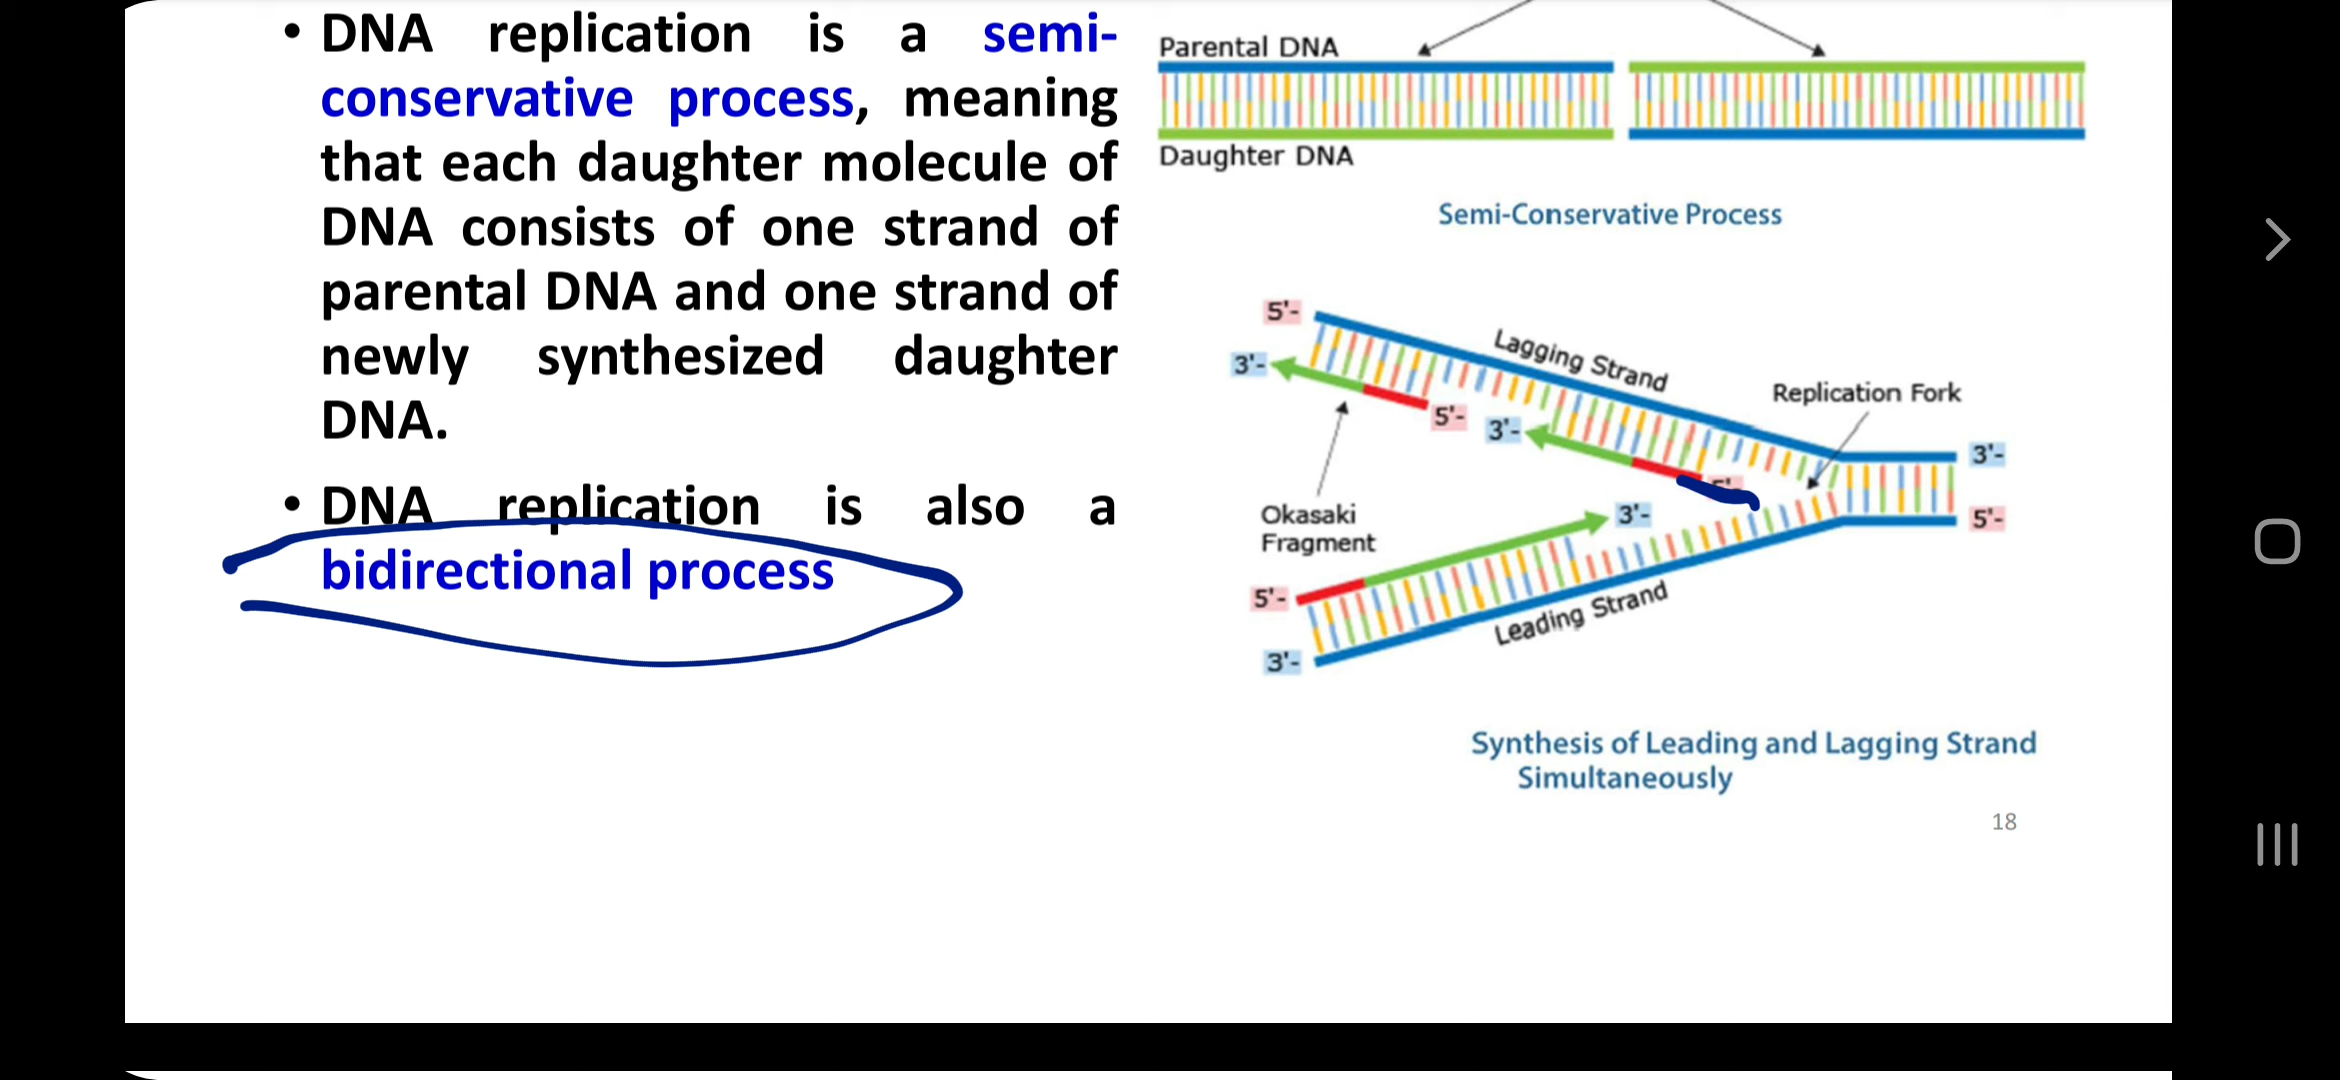 • DNA replication is a semi-
conservative process, meaning
that each daughter molecule of
DNA consists of one strand of
parental DNA and one strand of
newly synthesized daughter
DNA.
• DNA replication is also a
bidirectional process
Parental DNA
Daughter DNA
Semi-Conservative Process
5'-
Lagging Strand
3'-
Replication Fork
5'-
3'-
3'-
5'-
3'-
5'-
Okasaki
Fragment
5'-
Leading Strand
3'-
Synthesis of Leading and Lagging Strand
Simultaneously
18